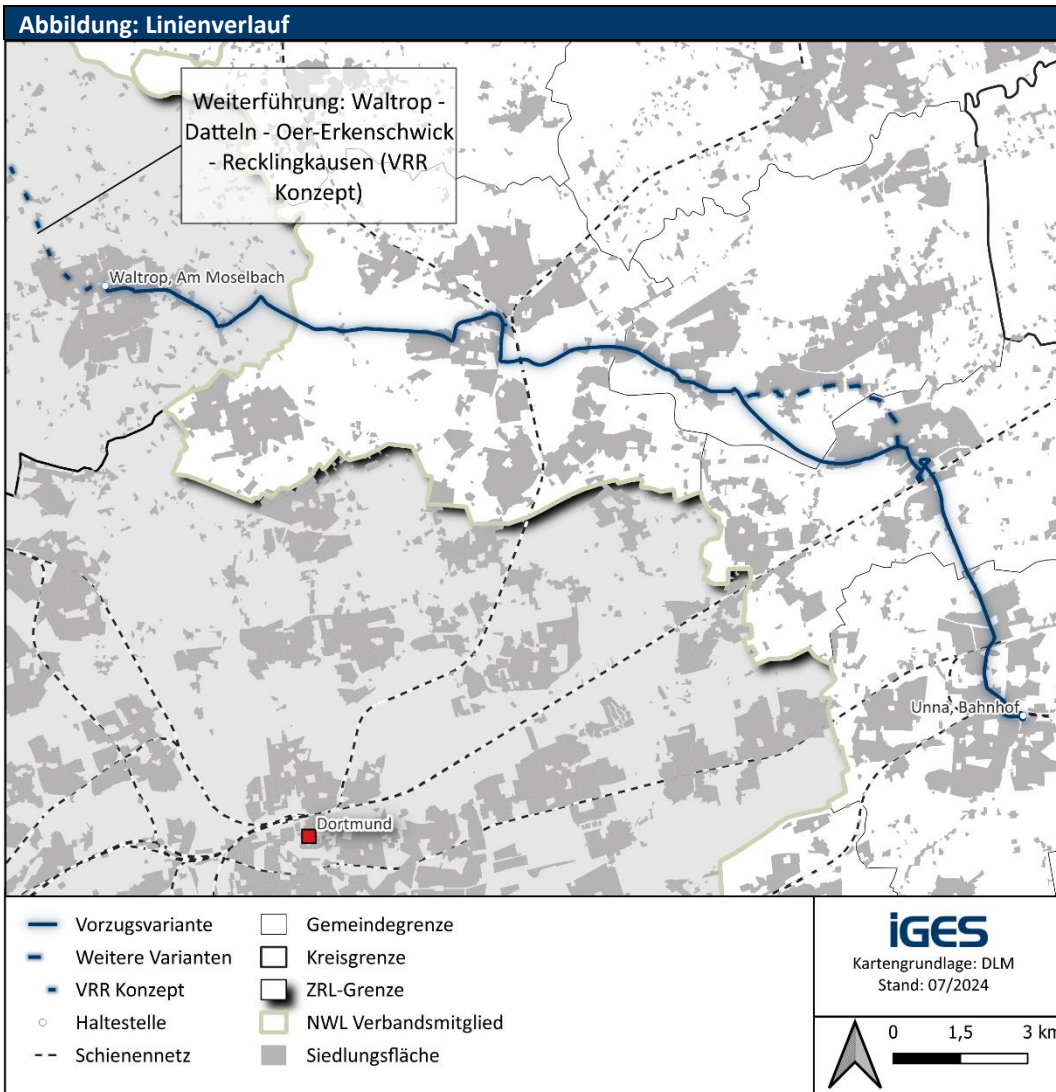 Abbildung: Linienverlauf
Weiterführung: Waltrop -
Datteln - Oer-Erkenschwick
- Recklingkausen (VRR
Konzept)
Waltrop, Am Moselbach
Unna, Bahnhof
Dortmund
Vorzugsvariante
Weitere Varianten
VRR Konzept
Haltestelle
Schienennetz
Gemeindegrenze
Kreisgrenze
ZRL-Grenze
NWL Verbandsmitglied
Siedlungsfläche
iGES
Kartengrundlage: DLM
Stand: 07/2024
0 1,5 3 km